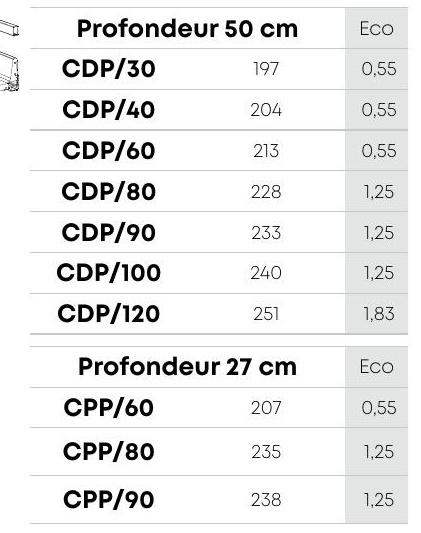 Profondeur 50 cm Eco
CDP/30 197 0,55
CDP/40 204 0,55
CDP/60 213 0,55
CDP/80 228 1,25
CDP/90 233 1,25
CDP/100 240 1,25
CDP/120 251 1,83
Profondeur 27 cm Eco
CPP/60 207 0,55
CPP/80 235 1,25
CPP/90 238 1,25